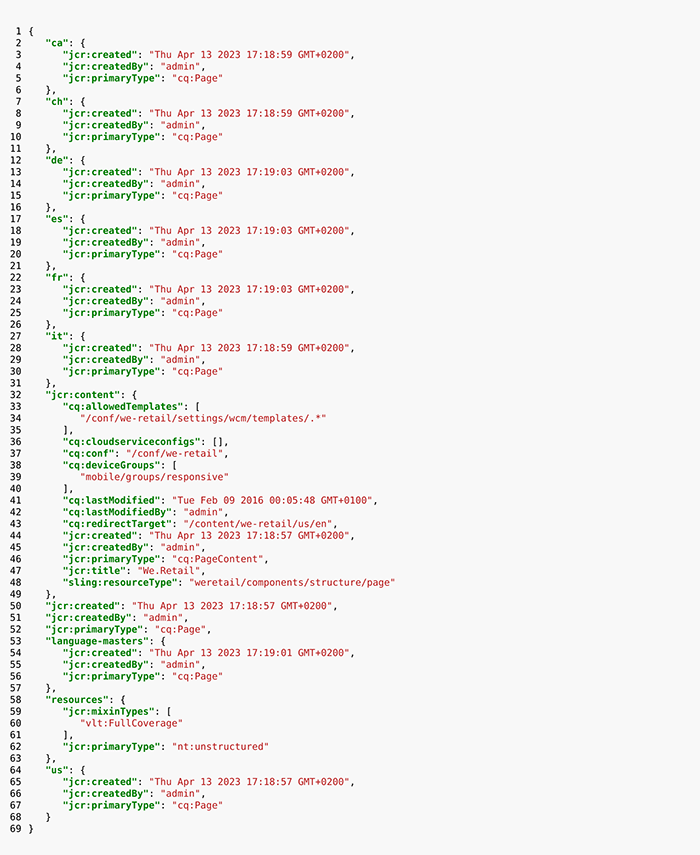 1 {
2 "ca": {
3 "jcr:created": "Thu Apr 13 2023 17:18:59 GMT+0200",
4 "jcr:createdBy": "admin",
5 "jcr:primaryType": "cq:Page"
6 },
7 "ch": {
8 "jcr:created": "Thu Apr 13 2023 17:18:59 GMT+0200",
9 "jcr:createdBy": "admin",
10 "jcr:primaryType": "cq:Page"
11 },
12 "de": {
13 "jcr:created": "Thu Apr 13 2023 17:19:03 GMT+0200",
14 "jcr:createdBy": "admin",
15 "jcr:primaryType": "cq:Page"
16 },
17 "es": {
18 "jcr:created": "Thu Apr 13 2023 17:19:03 GMT+0200",
19 "jcr:createdBy": "admin",
20 "jcr:primaryType": "cq:Page"
21 },
22 "fr": {
23 "jcr:created": "Thu Apr 13 2023 17:19:03 GMT+0200",
24 "jcr:createdBy": "admin",
25 "jcr:primaryType": "cq:Page"
26 },
27 "it": {
28 "jcr:created": "Thu Apr 13 2023 17:18:59 GMT+0200",
29 "jcr:createdBy": "admin",
30 "jcr:primaryType": "cq:Page"
31 },
32 "jcr:content": {
33 "cq:allowedTemplates": [
34 "/conf/we-retail/settings/wcm/templates/.*"
35 ],
36 "cq:cloudserviceconfigs": [],
37 "cq:conf": "/conf/we-retail",
38 "cq:deviceGroups": [
39 "mobile/groups/responsive"
40 ],
41 "cq:lastModified": "Tue Feb 09 2016 00:05:48 GMT+0100",
42 "cq:lastModifiedBy": "admin",
43 "cq:redirectTarget": "/content/we-retail/us/en",
44 "jcr:created": "Thu Apr 13 2023 17:18:57 GMT+0200",
45 "jcr:createdBy": "admin",
46 "jcr:primaryType": "cq:PageContent",
47 "jcr:title": "We.Retail",
48 "sling:resourceType": "weretail/components/structure/page"
49 },
50 "jcr:created": "Thu Apr 13 2023 17:18:57 GMT+0200",
51 "jcr:createdBy": "admin",
52 "jcr:primaryType": "cq:Page",
53 "language-masters": {
54 "jcr:created": "Thu Apr 13 2023 17:19:01 GMT+0200",
55 "jcr:createdBy": "admin",
56 "jcr:primaryType": "cq:Page"
57 },
58 "resources": {
59 "jcr:mixinTypes": [
60 "vlt:FullCoverage"
61 ],
62 "jcr:primaryType": "nt:unstructured"
63 },
64 "us": {
65 "jcr:created": "Thu Apr 13 2023 17:18:57 GMT+0200",
66 "jcr:createdBy": "admin",
67 "jcr:primaryType": "cq:Page"
68 }
69 }